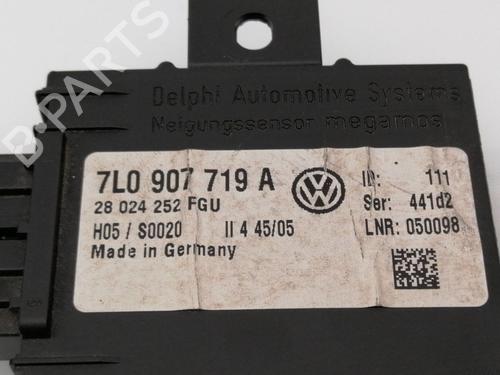 Delphi Automotive Systems
Neigungssensor megamos
7L0 907 719 A
ID: 111
28 024 252 FGU
Ser: 441d2
H05 / S0020 II 4 45/05
LNR: 050098
Made in Germany
B-PARTS